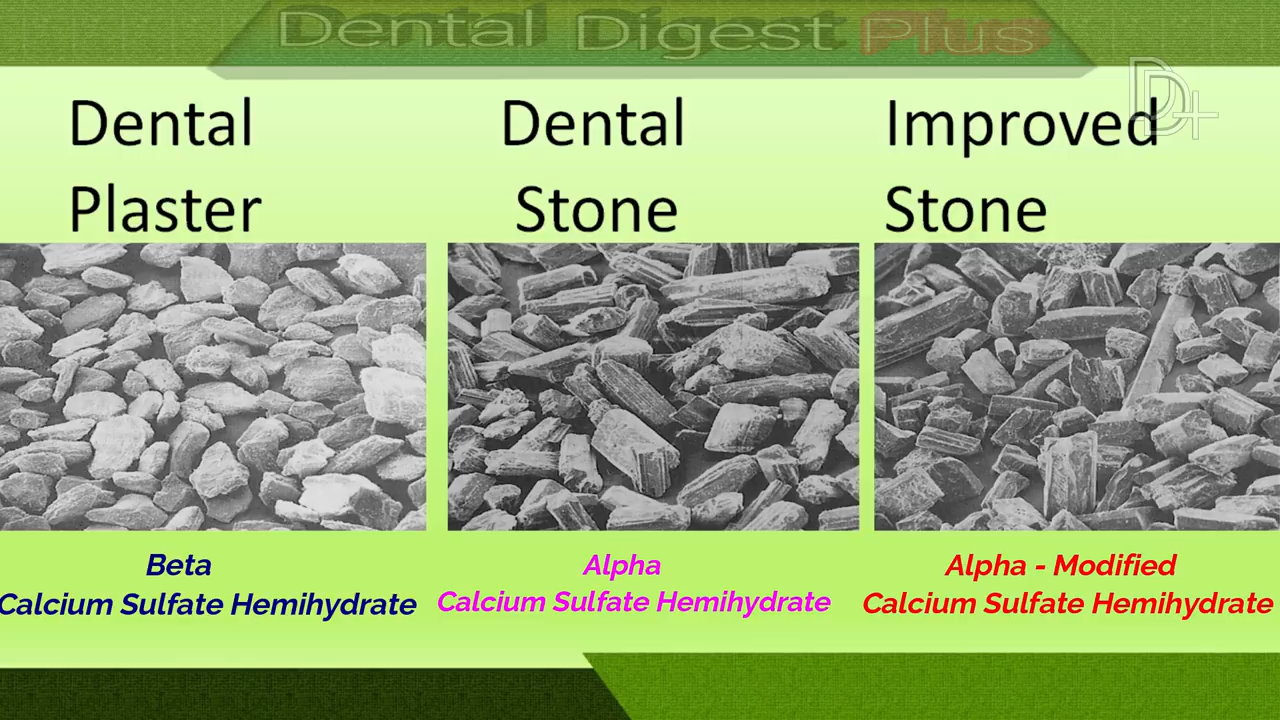 Dental Digest Plus
D D +
Dental
Plaster
Dental
Stone
Improved
Stone
Beta
Calcium Sulfate Hemihydrate
Alpha
Calcium Sulfate Hemihydrate
Alpha - Modified
Calcium Sulfate Hemihydrate